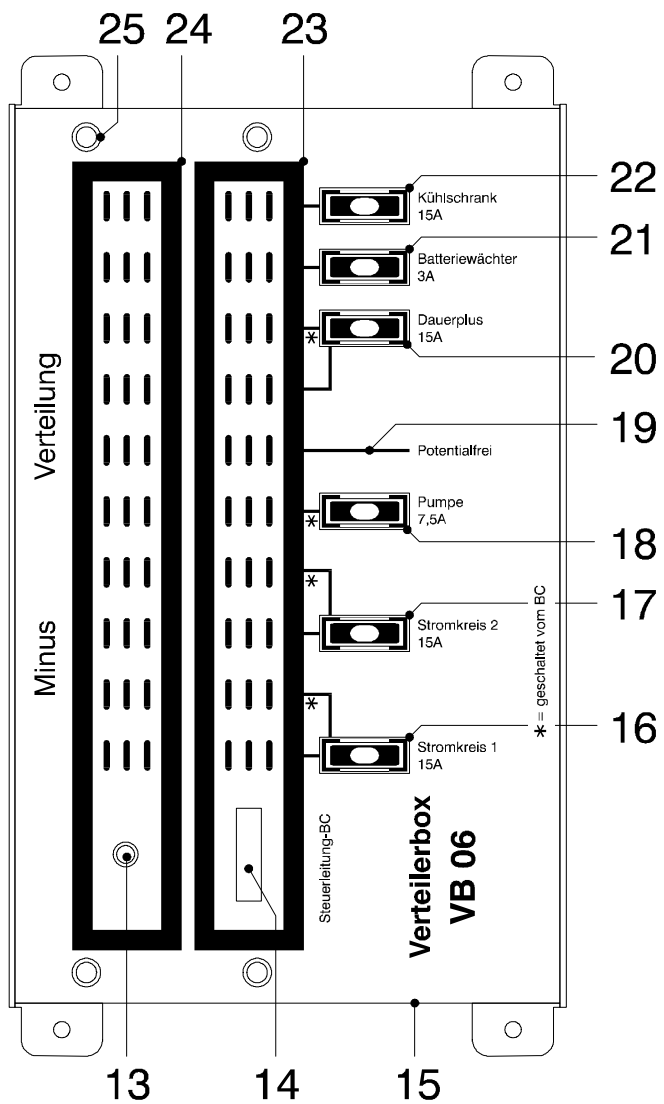 25
24
23
22
Kühlschrank
15A
21
Batteriewächter
3A
Dauerplus
15A
*
20
19
Potentialfrei
Pumpe
7,5A
*
18
*
17
Stromkreis 2
15A
*
16
Stromkreis 1
15A
Minus Verteilung
* = geschaltet vom BC
Steuerleitung-BC
Verteilerbox
VB 06
13
14
15